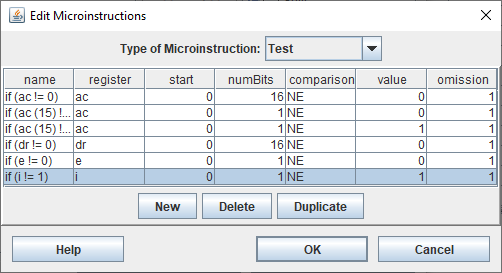 Edit Microinstructions
Type of Microinstruction: Test
name register start numBits comparison value omission
if (ac != 0) ac 0 16 NE 0 1
if (ac (15) !... ac 0 1 NE 0 1
if (ac (15) !... ac 0 1 NE 1 1
if (dr != 0) dr 0 16 NE 0 1
if (e != 0) e 0 1 NE 0 1
if (i != 1) i 0 1 NE 1 1
New Delete Duplicate
Help OK Cancel